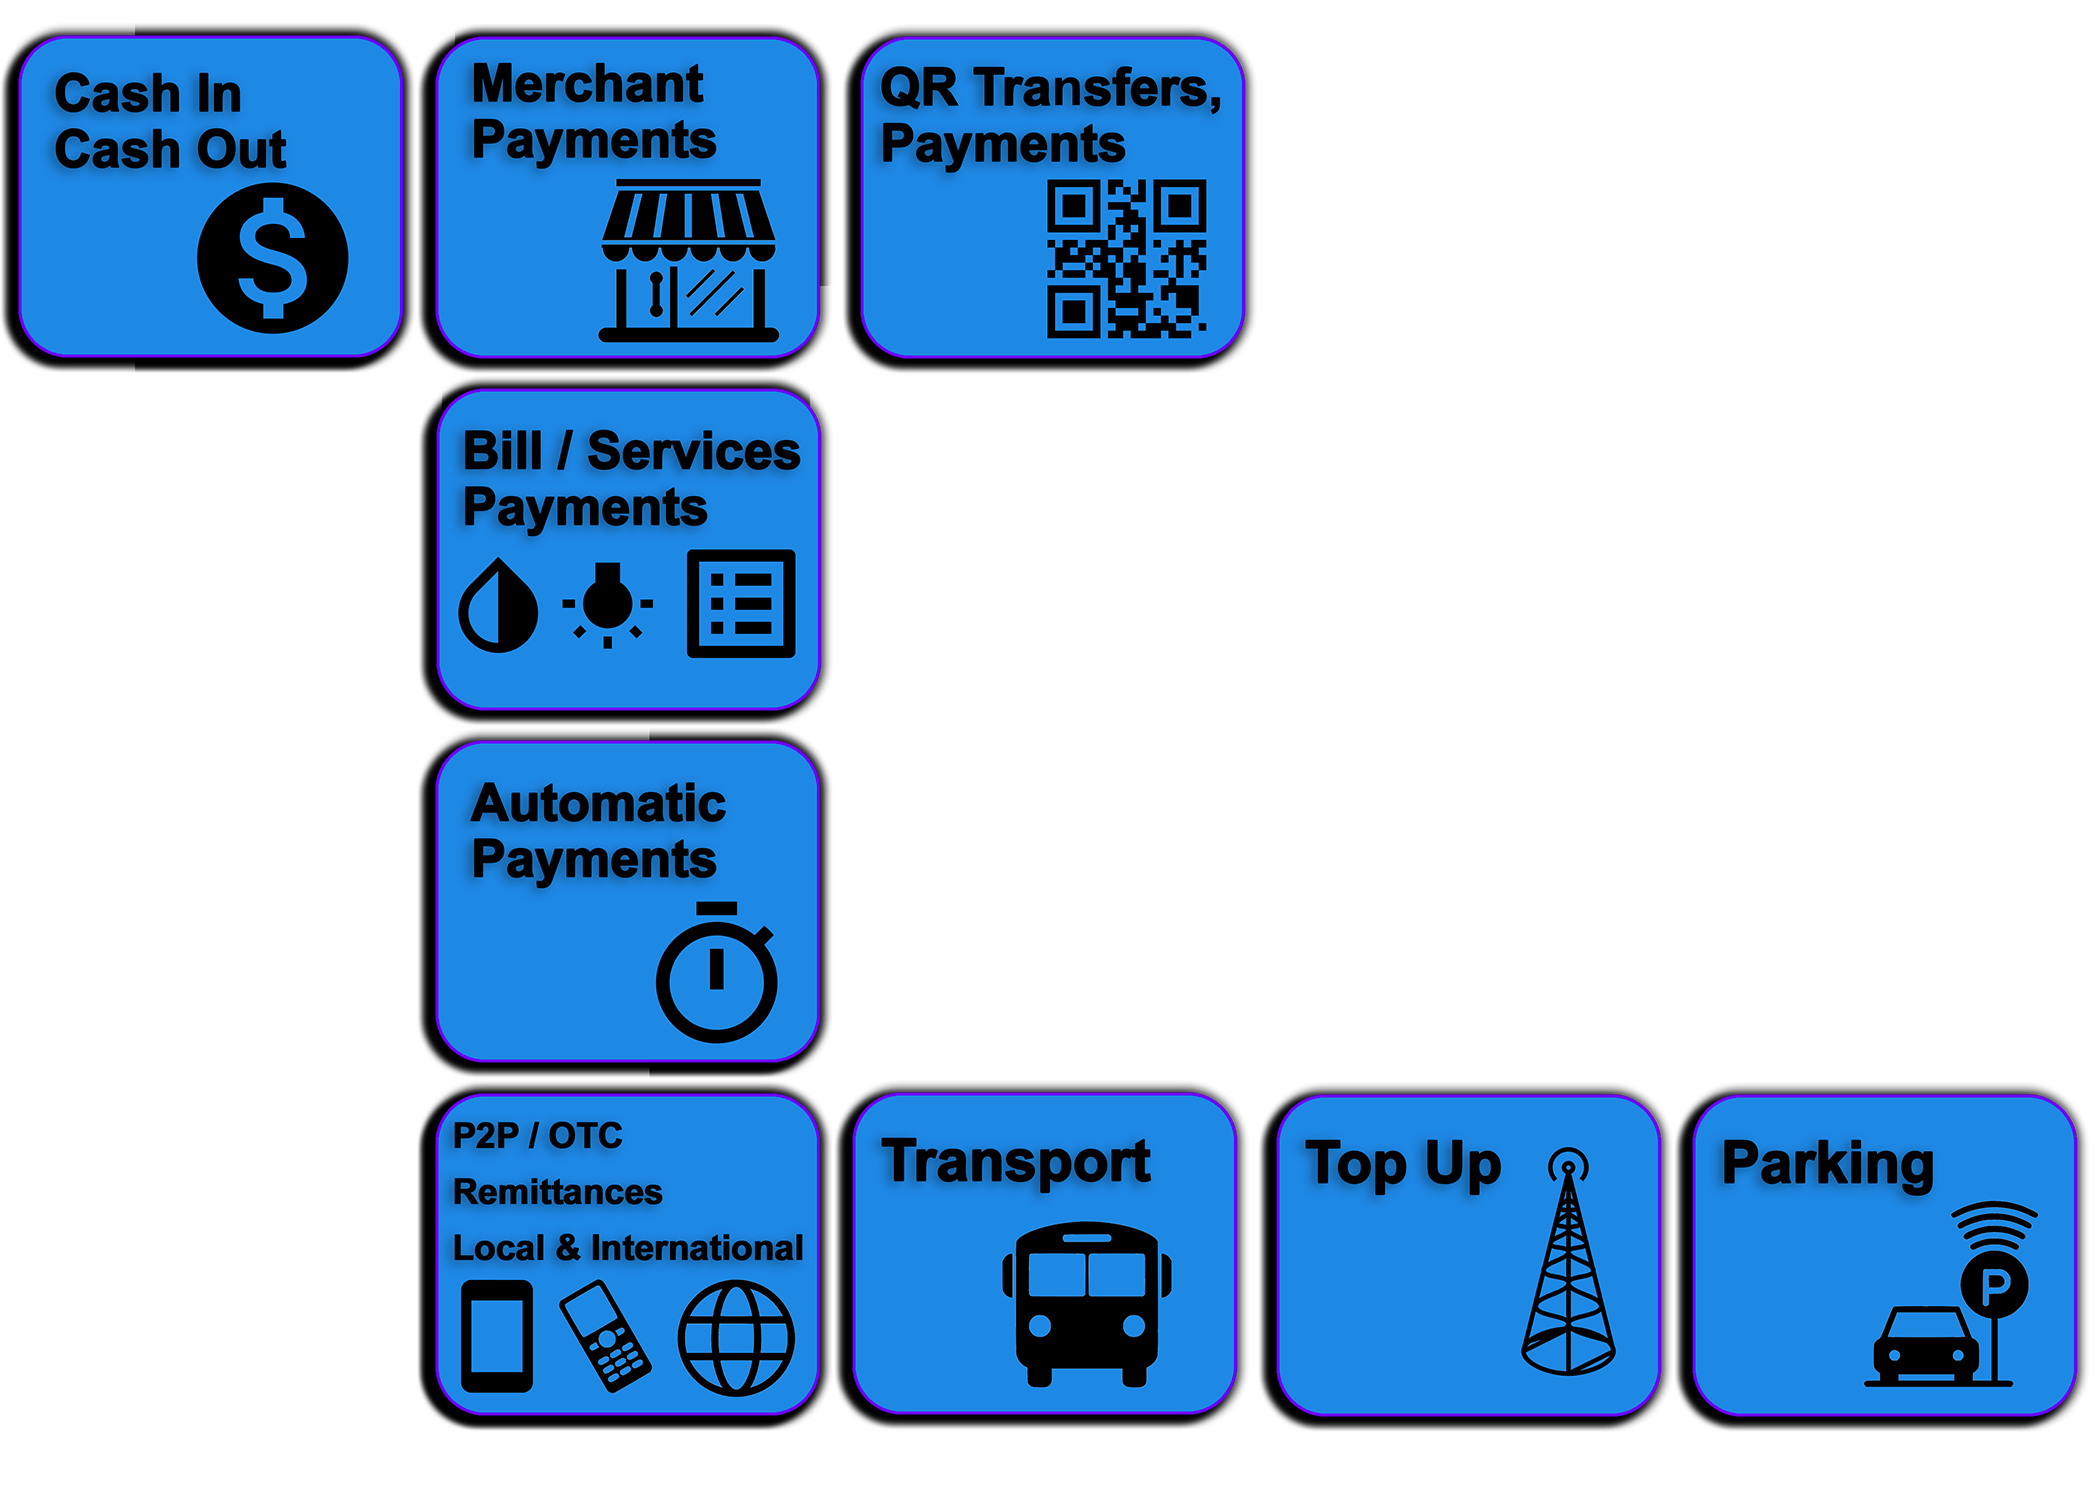 Cash In
Cash Out
Merchant
Payments
QR Transfers,
Payments
Bill / Services
Payments
Automatic
Payments
P2P / OTC
Remittances
Local & International
Transport
Top Up
Parking
P